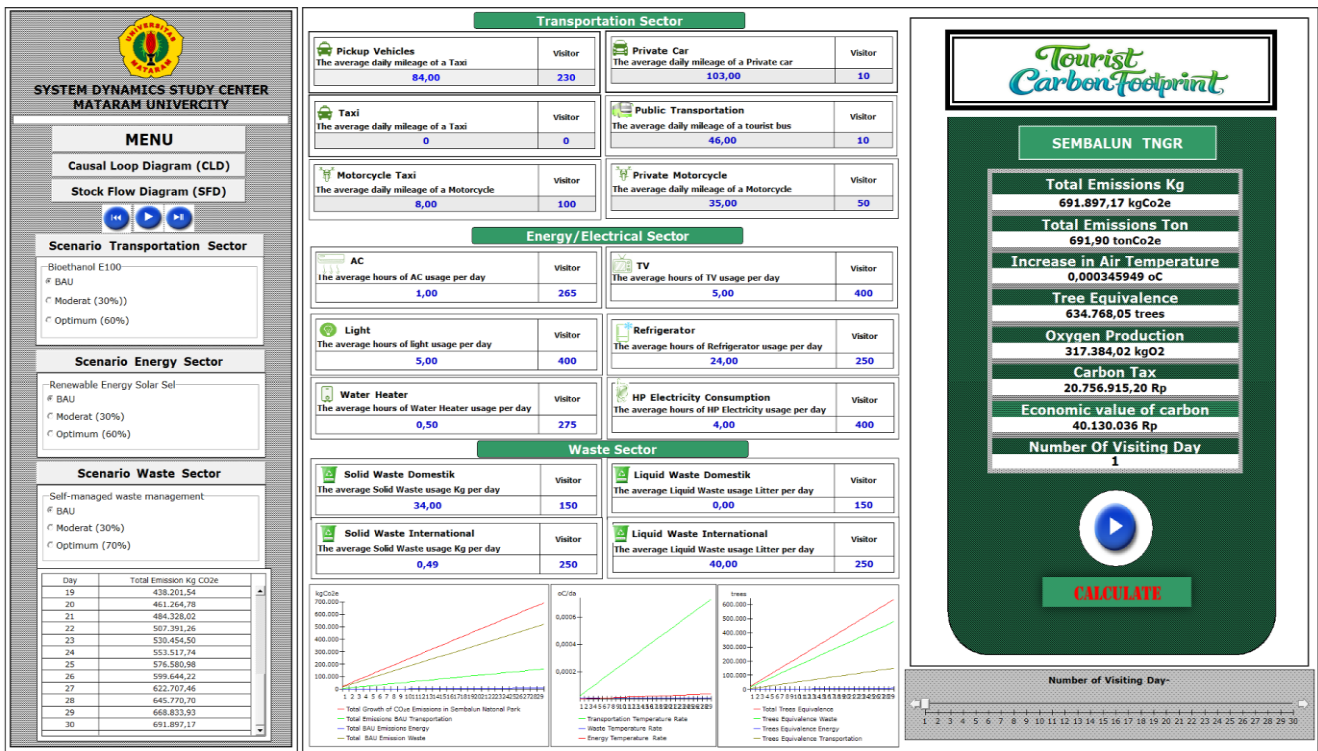 UNIVERSITAS
MATARAM
SYSTEM DYNAMICS STUDY CENTER
MATARAM UNIVERCITY
MENU
Causal Loop Diagram (CLD)
Stock Flow Diagram (SFD)
Scenario Transportation Sector
Bioethanol E100
BAU
Moderat (30%))
Optimum (60%)
Scenario Energy Sector
Renewable Energy Solar Sel
BAU
Moderat (30%)
Optimum (60%)
Scenario Waste Sector
Self-managed waste management
BAU
Moderat (30%)
Optimum (70%)
Day Total Emission Kg CO2e
19 438.201,54
20 461.264,78
21 484.328,02
22 507.391,26
23 530.454,50
24 553.517,74
25 576.580,98
26 599.644,22
27 622.707,46
28 645.770,70
29 668.833,93
30 691.897,17
Transportation Sector
Pickup Vehicles
The average daily mileage of a Taxi
Visitor
84,00 230
Private Car
The average daily mileage of a Private car
Visitor
103,00 10
Taxi
The average daily mileage of a Taxi
Visitor
0 0
Public Transportation
The average daily mileage of a tourist bus
Visitor
46,00 10
Motorcycle Taxi
The average daily mileage of a Motorcycle
Visitor
8,00 100
Private Motorcycle
The average daily mileage of a Motorcycle
Visitor
35,00 50
Energy/Electrical Sector
AC
The average hours of AC usage per day
Visitor
1,00 265
TV
The average hours of TV usage per day
Visitor
5,00 400
Light
The average hours of light usage per day
Visitor
5,00 400
Refrigerator
The average hours of Refrigerator usage per day
Visitor
24,00 250
Water Heater
The average hours of Water Heater usage per day
Visitor
0,50 275
HP Electricity Consumption
The average hours of HP Electricity usage per day
Visitor
4,00 400
Waste Sector
Solid Waste Domestik
The average Solid Waste usage Kg per day
Visitor
34,00 150
Liquid Waste Domestik
The average Liquid Waste usage Litter per day
Visitor
0,00 150
Solid Waste International
The average Solid Waste usage Kg per day
Visitor
0,49 250
Liquid Waste International
The average Liquid Waste usage Litter per day
Visitor
40,00 250
kgCo2e
700.000
600.000
500.000
400.000
300.000
200.000
100.000
0
1 2 3 4 5 6 7 8 9 1011121314151617181920212223242526272829
Total Growth of CO2e Emissions in Sembalun Natonal Park
Total Emissions BAU Transportation
Total BAU Emissions Energy
Total BAU Emission Waste
oC/da
0,0006
0,0004
0,0002
Transportation Temperature Rate
Waste Temperature Rate
Energy Temperature Rate
trees
600.000
500.000
400.000
300.000
200.000
100.000
0
Total Trees Equivalence
Trees Equivalence Waste
Trees Equivalence Energy
Trees Equivalence Transportation
Tourist
Carbon Footprint
SEMBALUN TNGR
Total Emissions Kg
691.897,17 kgCo2e
Total Emissions Ton
691,90 tonCo2e
Increase in Air Temperature
0,000345949 oC
Tree Equivalence
634.768,05 trees
Oxygen Production
317.384,02 kgO2
Carbon Tax
20.756.915,20 Rp
Economic value of carbon
40.130.036 Rp
Number Of Visiting Day
1
CALCULATE
Number of Visiting Day-
1 2 3 4 5 6 7 8 9 10 11 12 13 14 15 16 17 18 19 20 21 22 23 24 25 26 27 28 29 30